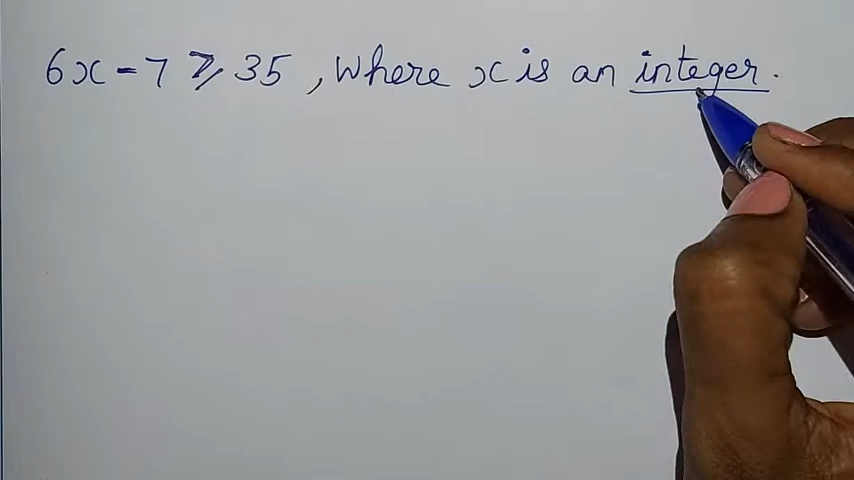 6x - 7 ⩾ 35 , Where x is an integer.